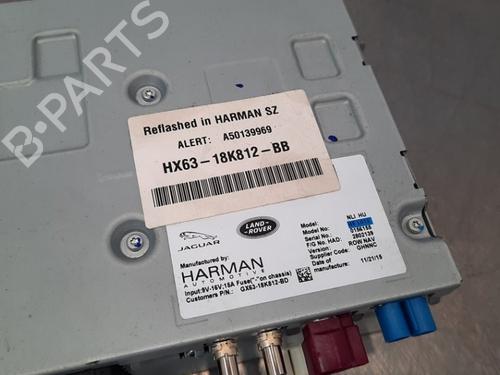 B-PARTS
Reflashed in HARMAN SZ
ALERT: A50139969
HX63-18K812-BB
JAGUAR
LAND-
ROVER
Model: NLI HU
Model No:
Serial No.:
F/G No. HAD: 2802138
Version: ROW NAV
Supplier Code: GHNNC
Date of
manufacture: 11/21/15
Manufactured by:
HARMAN
AUTOMOTIVE
Input:9V-16V;15A Fuse("-"on chassis)
Customers P/N.: GX63-18K812-BD